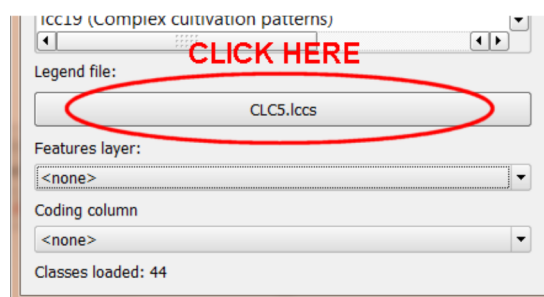 lcc19 (Complex cultivation patterns)
CLICK HERE
Legend file:
CLC5.lccs
Features layer:
<none>
Coding column
<none>
Classes loaded: 44